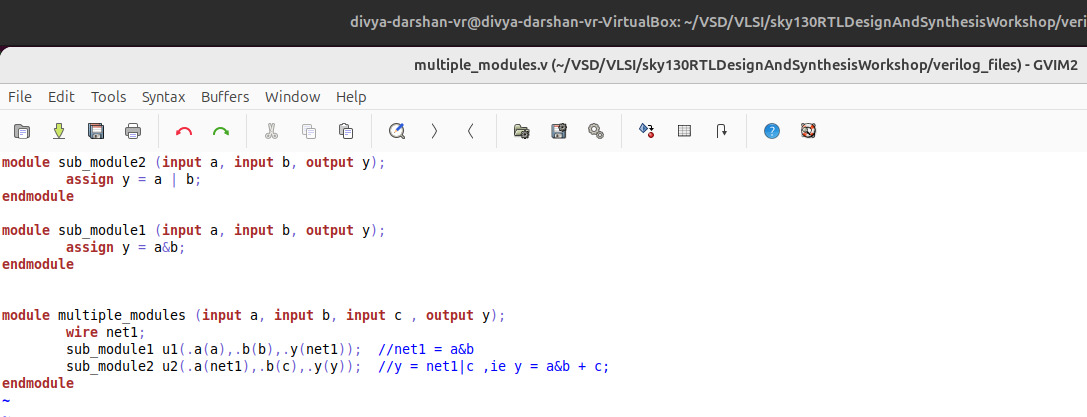 divya-darshan-vr@divya-darshan-vr-VirtualBox: ~/VSD/VLSI/sky130RTLDesignAndSynthesisWorkshop/veri
multiple_modules.v (~/VSD/VLSI/sky130RTLDesignAndSynthesisWorkshop/verilog_files) - GVIM2
File Edit Tools Syntax Buffers Window Help
module sub_module2 (input a, input b, output y);
        assign y = a | b;
endmodule
module sub_module1 (input a, input b, output y);
        assign y = a&b;
endmodule
module multiple_modules (input a, input b, input c , output y);
        wire net1;
        sub_module1 u1(.a(a),.b(b),.y(net1));  //net1 = a&b
        sub_module2 u2(.a(net1),.b(c),.y(y));  //y = net1|c ,ie y = a&b + c;
endmodule
~